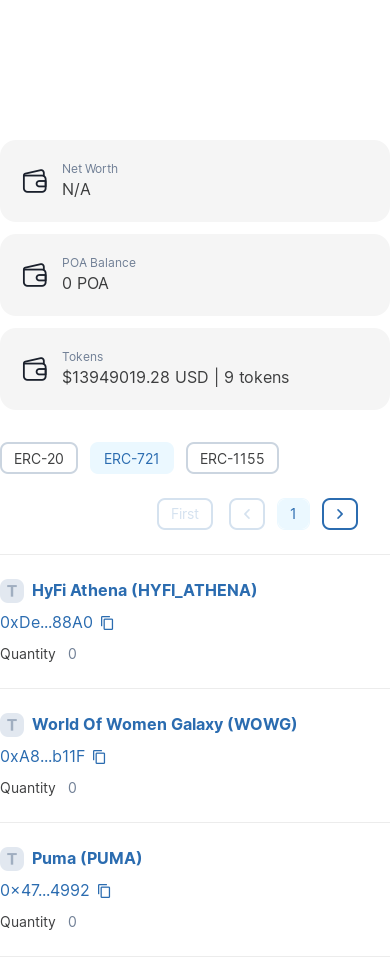 Net Worth
N/A
POA Balance
0 POA
Tokens
$13949019.28 USD | 9 tokens
ERC-20 ERC-721 ERC-1155
First 1
T HyFi Athena (HYFI_ATHENA)
0xDe...88A0
Quantity 0
T World Of Women Galaxy (WOWG)
0xA8...b11F
Quantity 0
T Puma (PUMA)
0x47...4992
Quantity 0